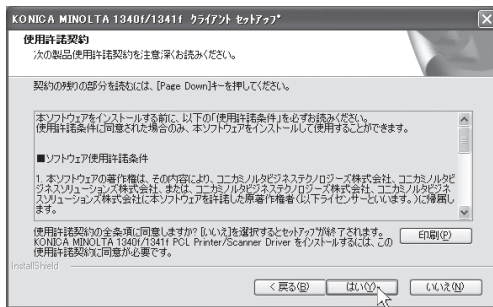 KONICA MINOLTA 1340f/1341f クライアント セットアップ
使用許諾契約
次の製品使用許諾契約を注意深くお読みください。
契約の残りの部分を読むには、[Page Down]キーを押してください。
本ソフトウェアをインストールする前に、以下の「使用許諾条件」を必ずお読みください。
使用許諾条件に同意された場合のみ、本ソフトウェアをインストールして使用することができます。
■ソフトウェア使用許諾条件
1. 本ソフトウェアの著作権は、その内容により、コニカミノルタビジネステクノロジーズ株式会社、コニカミノルタビ
ジネスソリューションズ株式会社、または、コニカミノルタビジネステクノロジーズ株式会社、コニカミノルタビジネ
スソリューションズ株式会社に本ソフトウェアを許諾した原著作権者(以下ライセンサーといいます。)に帰属し
ます。
使用許諾契約の全条項に同意しますか? [いいえ]を選択するとセットアップが終了されます。
KONICA MINOLTA 1340f/1341f PCL Printer/Scanner Driver をインストールするには、この
使用許諾契約に同意が必要です。
印刷(P)
InstallShield
< 戻る(B)
はい(Y)
いいえ(N)